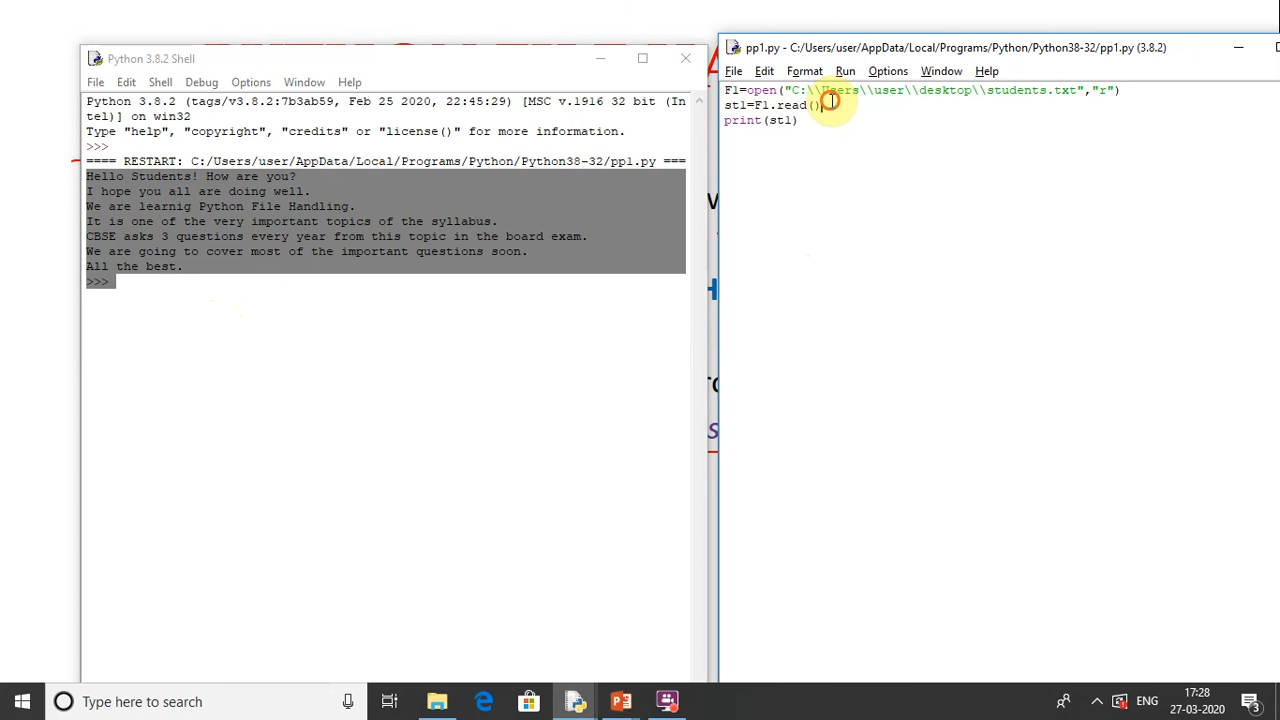 Python 3.8.2 Shell
File Edit Shell Debug Options Window Help
Python 3.8.2 (tags/v3.8.2:7b3ab59, Feb 25 2020, 22:45:29) [MSC v.1916 32 bit (In
tel)] on win32
Type "help", "copyright", "credits" or "license()" for more information.
>>>
==== RESTART: C:/Users/user/AppData/Local/Programs/Python/Python38-32/pp1.py ===
Hello Students! How are you?
I hope you all are doing well.
We are learnig Python File Handling.
It is one of the very important topics of the syllabus.
CBSE asks 3 questions every year from this topic in the board exam.
We are going to cover most of the important questions soon.
All the best.
>>>
pp1.py - C:/Users/user/AppData/Local/Programs/Python/Python38-32/pp1.py (3.8.2)
File Edit Format Run Options Window Help
F1=open("C:\\Users\\user\\desktop\\students.txt","r")
st1=F1.read()
print(st1)
Type here to search
ENG
17:28
27-03-2020
3